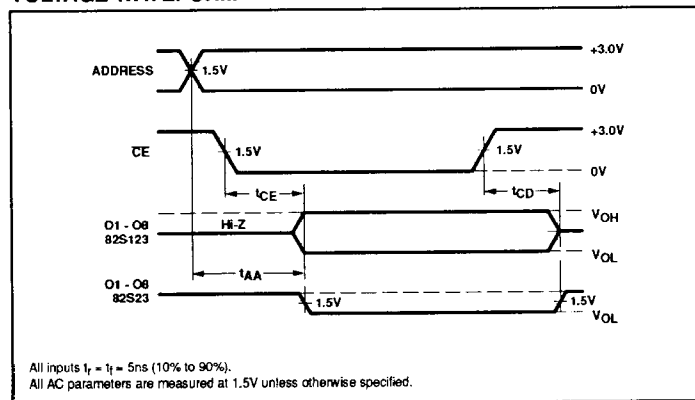 ADDRESS 1.5V +3.0V
0V
CE 1.5V 1.5V +3.0V
0V
tCE tCD
O1 - O8
82S123 Hi-Z VOH
VOL
tAA
O1 - O8
82S23 1.5V 1.5V
VOL
All inputs tr = tf = 5ns (10% to 90%).
All AC parameters are measured at 1.5V unless otherwise specified.